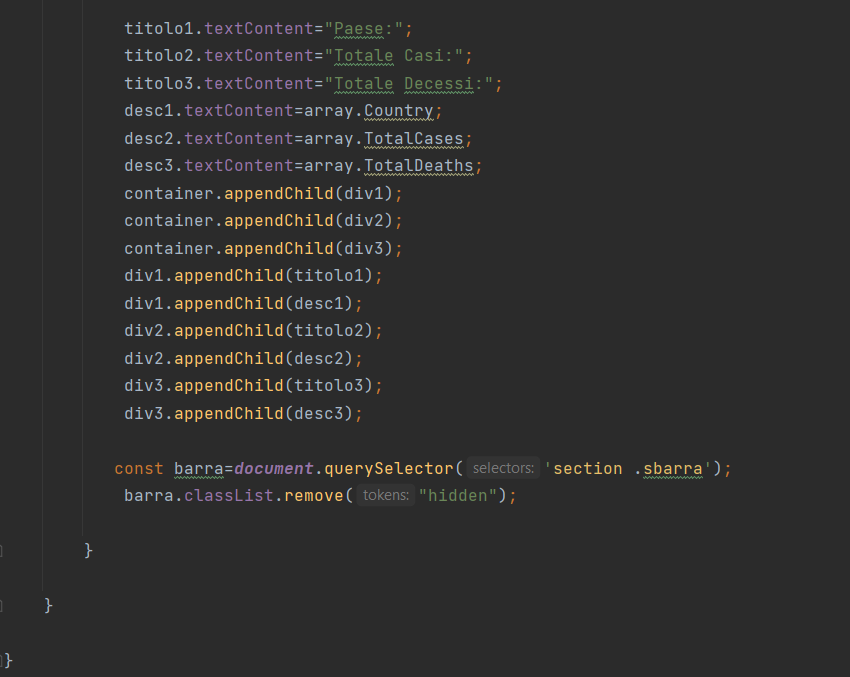 titolo1.textContent="Paese:";
titolo2.textContent="Totale Casi:";
titolo3.textContent="Totale Decessi:";
desc1.textContent=array.Country;
desc2.textContent=array.TotalCases;
desc3.textContent=array.TotalDeaths;
container.appendChild(div1);
container.appendChild(div2);
container.appendChild(div3);
div1.appendChild(titolo1);
div1.appendChild(desc1);
div2.appendChild(titolo2);
div2.appendChild(desc2);
div3.appendChild(titolo3);
div3.appendChild(desc3);
const barra=document.querySelector( selectors: 'section .sbarra');
barra.classList.remove( tokens: "hidden");
}
}
}